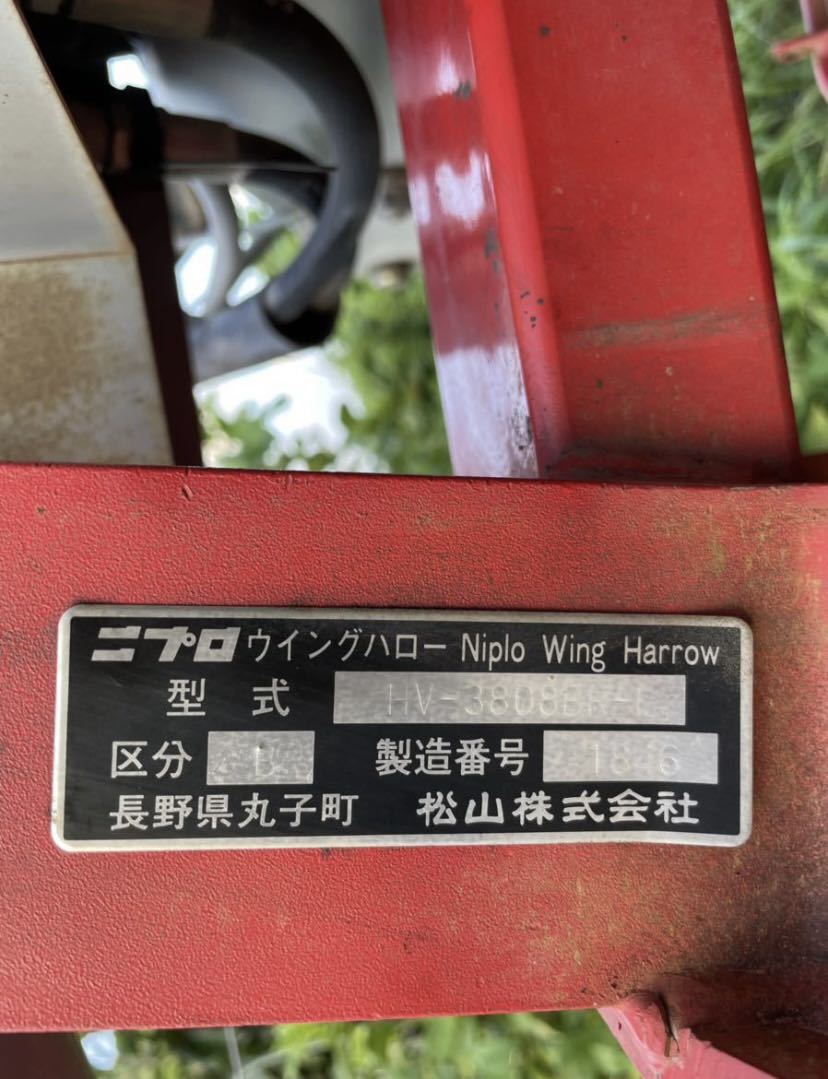 ニプロ ウイングハロー Niplo Wing Harrow
型式
区分 B 製造番号 1846
長野県丸子町 松山株式会社